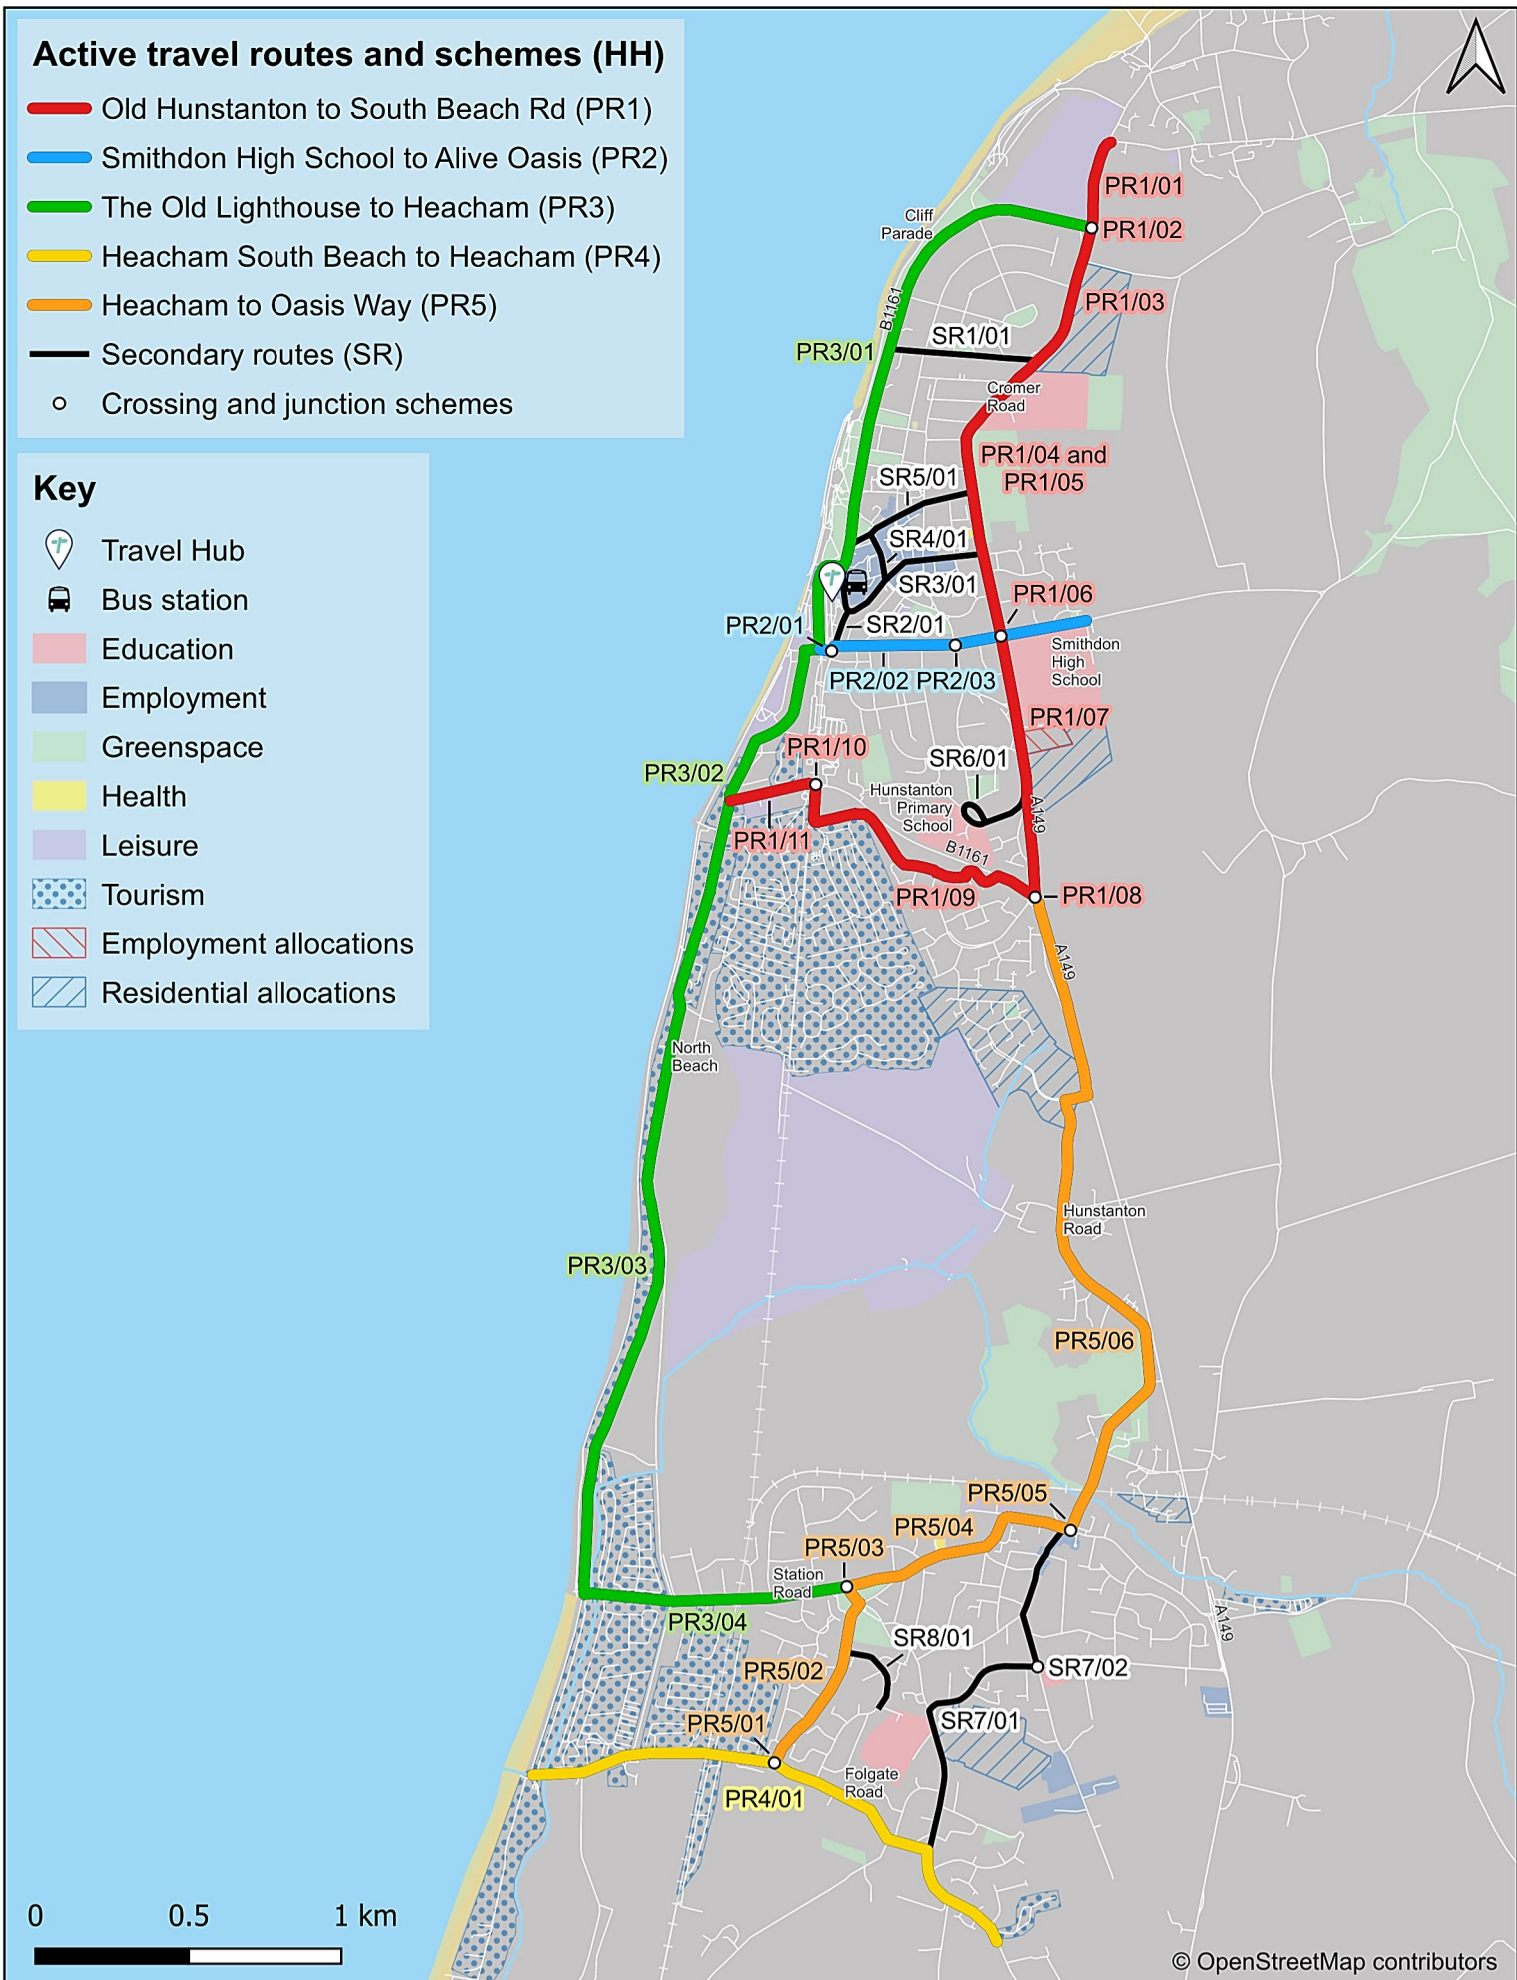 Active travel routes and schemes (HH)
Old Hunstanton to South Beach Rd (PR1)
Smithdon High School to Alive Oasis (PR2)
The Old Lighthouse to Heacham (PR3)
Heacham South Beach to Heacham (PR4)
Heacham to Oasis Way (PR5)
Secondary routes (SR)
Crossing and junction schemes
Key
Travel Hub
Bus station
Education
Employment
Greenspace
Health
Leisure
Tourism
Employment allocations
Residential allocations
PR1/01
Cliff
Parade
PR1/02
B1161
PR1/03
SR1/01
PR3/01
Cromer
Road
PR1/04 and
PR1/05
SR5/01
SR4/01
SR3/01
PR1/06
PR2/01
SR2/01
Smithdon
High
School
PR2/02
PR2/03
PR1/07
PR1/10
SR6/01
PR3/02
Hunstanton
Primary
School
A149
PR1/11
B1161
PR1/09
PR1/08
A149
North
Beach
Hunstanton
Road
PR3/03
PR5/06
PR5/05
PR5/04
PR5/03
Station
Road
PR3/04
A149
SR8/01
PR5/02
SR7/02
PR5/01
SR7/01
Folgate
Road
PR4/01
0 0.5 1 km
© OpenStreetMap contributors